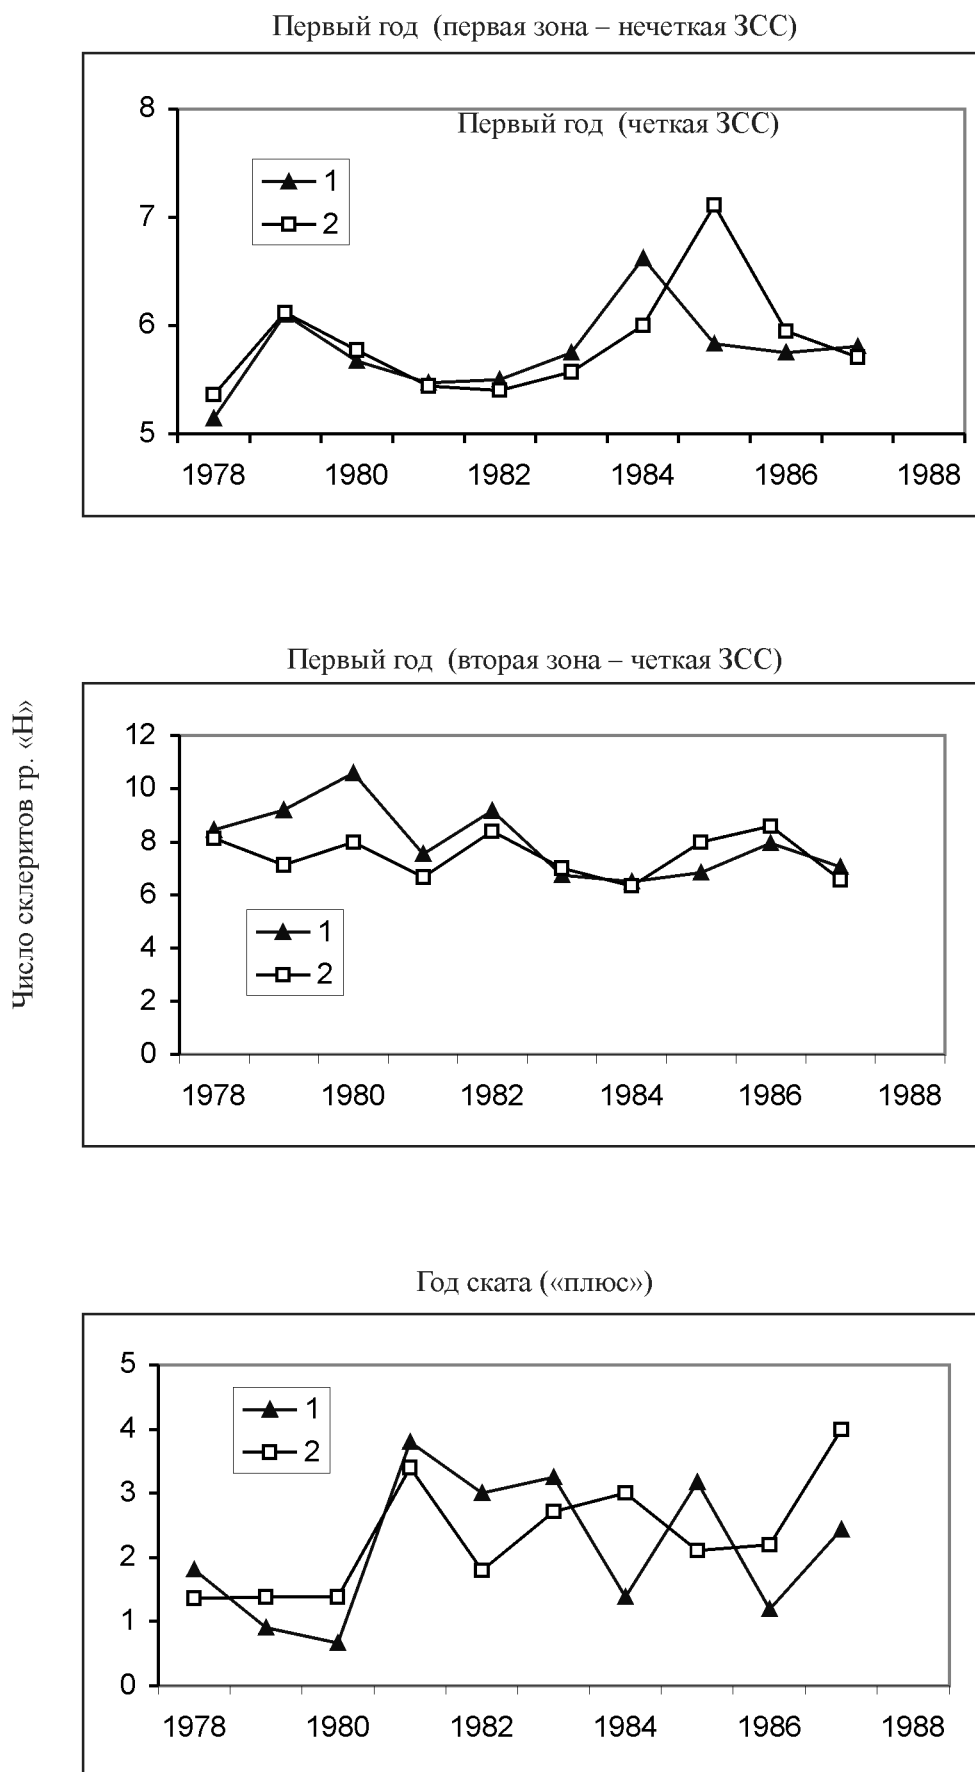 Первый год (первая зона – нечеткая ЗСС)
8
Первый год (четкая ЗСС)
1
2
7
6
5
1978 1980 1982 1984 1986 1988
Первый год (вторая зона – четкая ЗСС)
Число склеритов гр. «Н»
12
10
8
6
1
2
4
2
0
1978 1980 1982 1984 1986 1988
Год ската («плюс»)
5
1
2
4
3
2
1
0
1978 1980 1982 1984 1986 1988